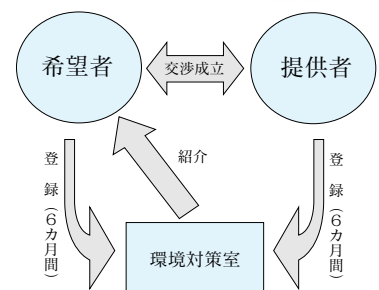 希望者
交渉成立
提供者
登録（６カ月間）
紹介
登録（６カ月間）
環境対策室